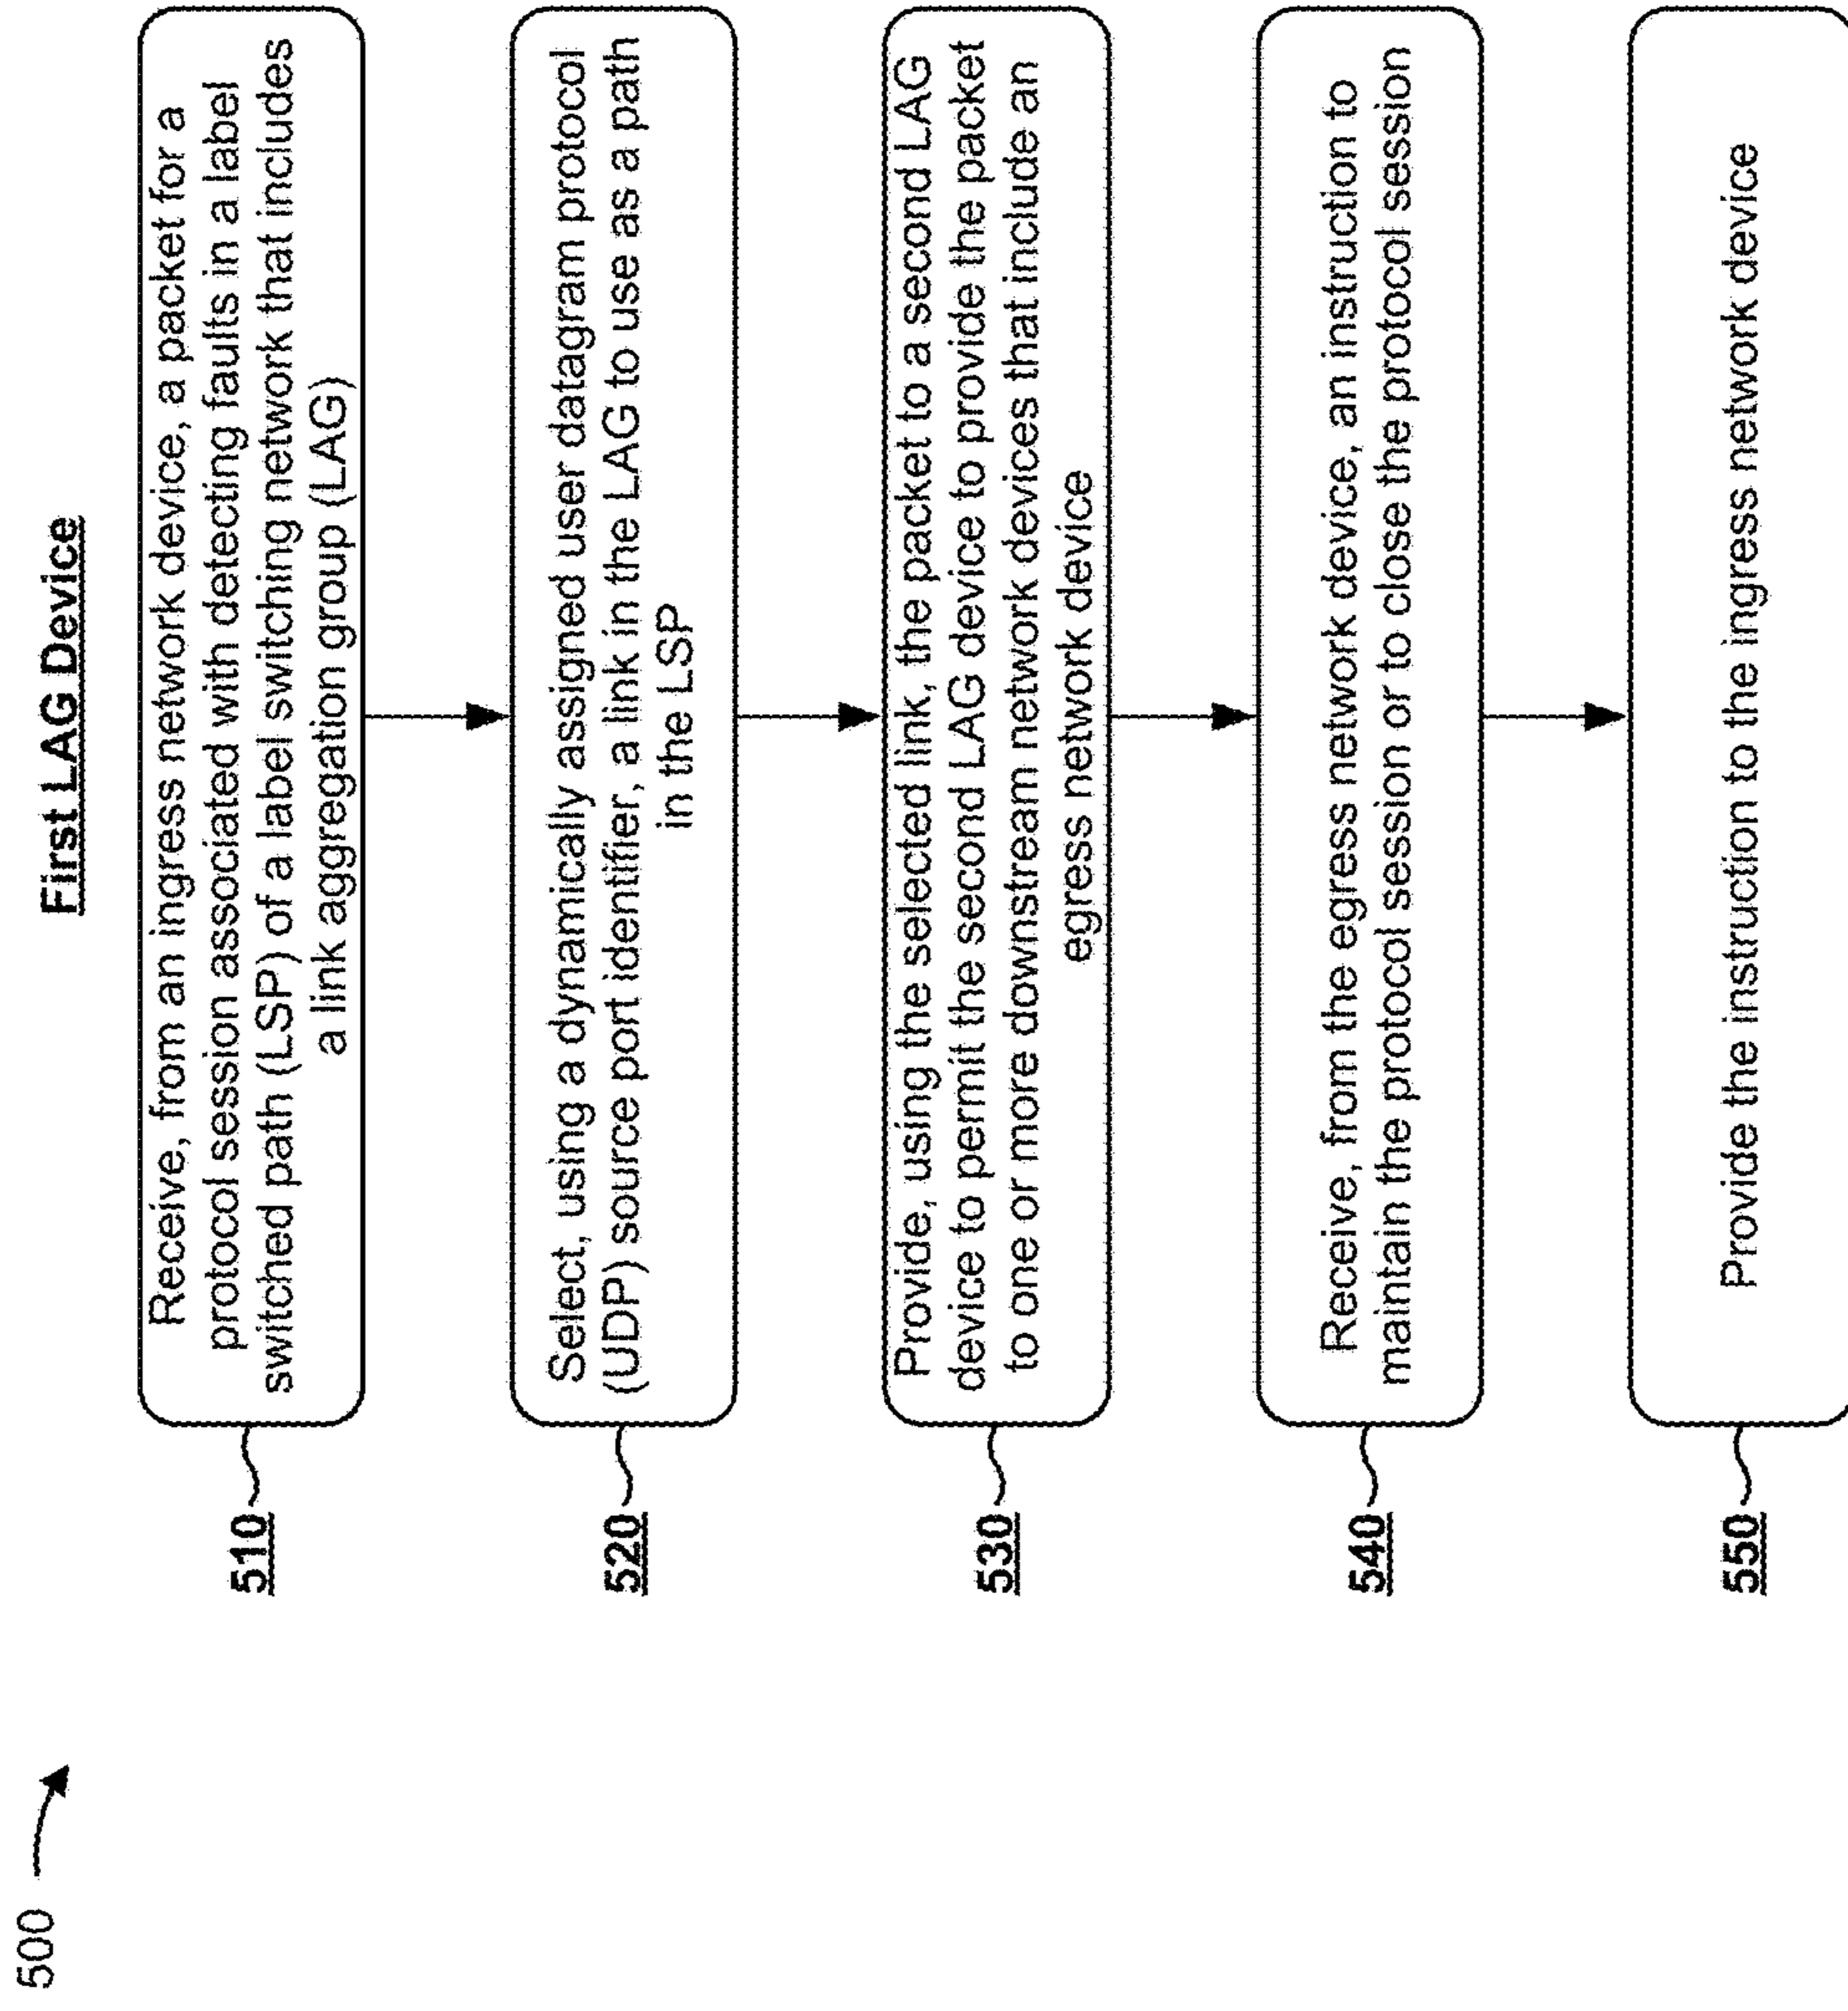 500
First LAG Device
510
Receive, from an ingress network device, a packet for a
protocol session associated with detecting faults in a label
switched path (LSP) of a label switching network that includes
a link aggregation group (LAG)
520
Select, using a dynamically assigned user datagram protocol
(UDP) source port identifier, a link in the LAG to use as a path
in the LSP
530
Provide, using the selected link, the packet to a second LAG
device to permit the second LAG device to provide the packet
to one or more downstream network devices that include an
egress network device
540
Receive, from the egress network device, an instruction to
maintain the protocol session or to close the protocol session
550
Provide the instruction to the ingress network device